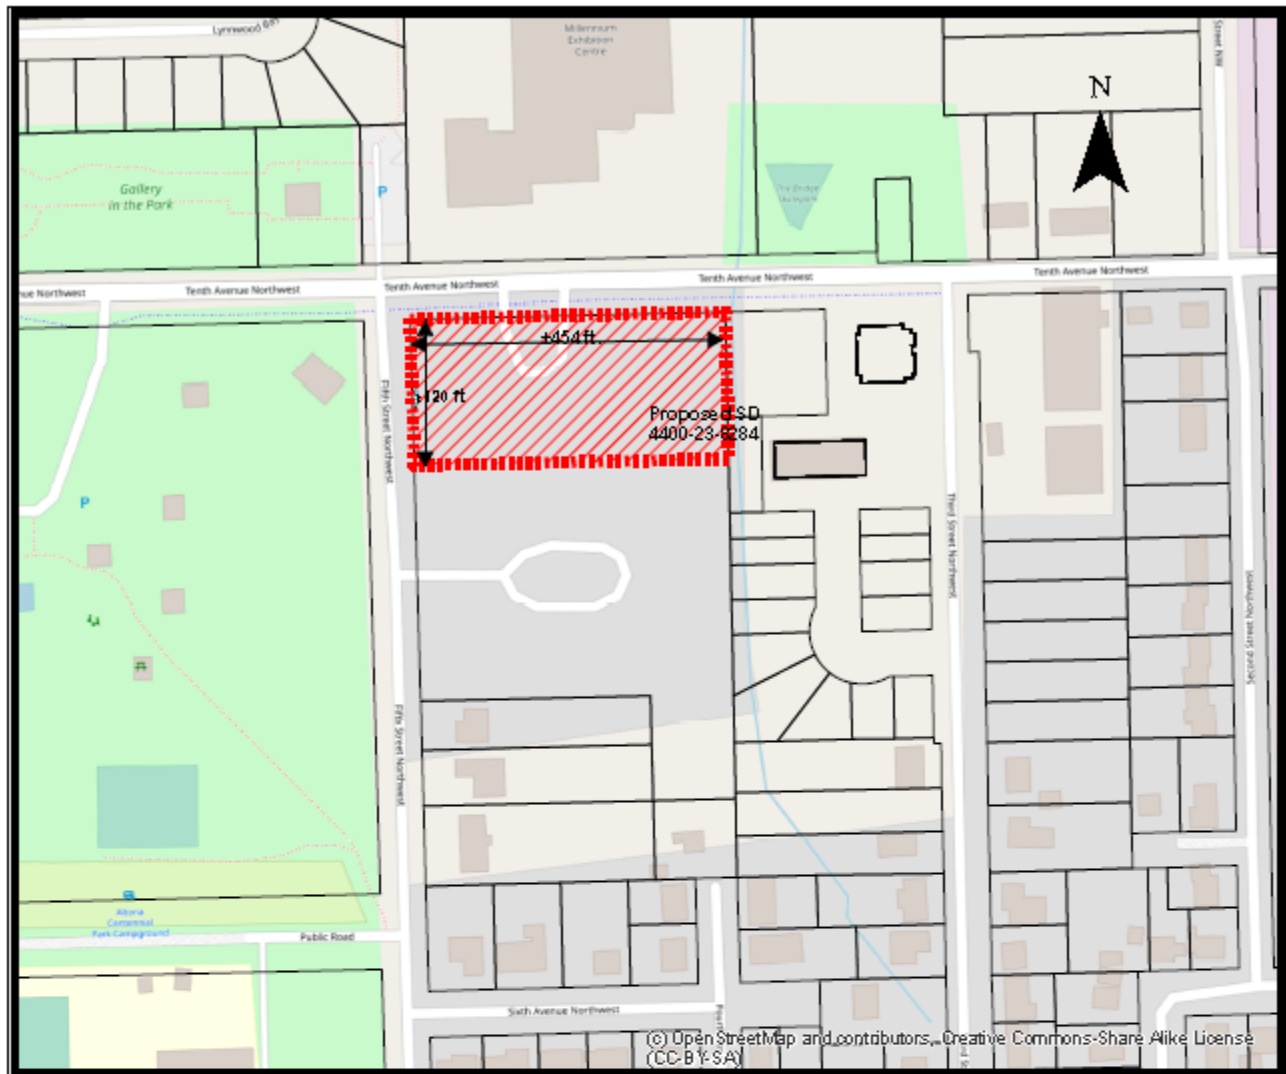 Lynnwood Bay
Millennium
Exhibition
Centre
Street NW
N
Gallery
in the Park
P
Tenth Avenue Northwest
Tenth Avenue Northwest
nue Northwest
Tenth Avenue Northwest
Tenth Avenue Northwest
±454 ft.
120 ft
Fifth Street Northwest
Proposed SD
4400-23-8284
P
Third Street Northwest
Second Street Northwest
Fifth Street Northwest
Altona
Centennial
Park Campground
Public Road
Sixth Avenue Northwest
(c) OpenStreetMap and contributors, Creative Commons-Share Alike License
(CC-BY-SA)